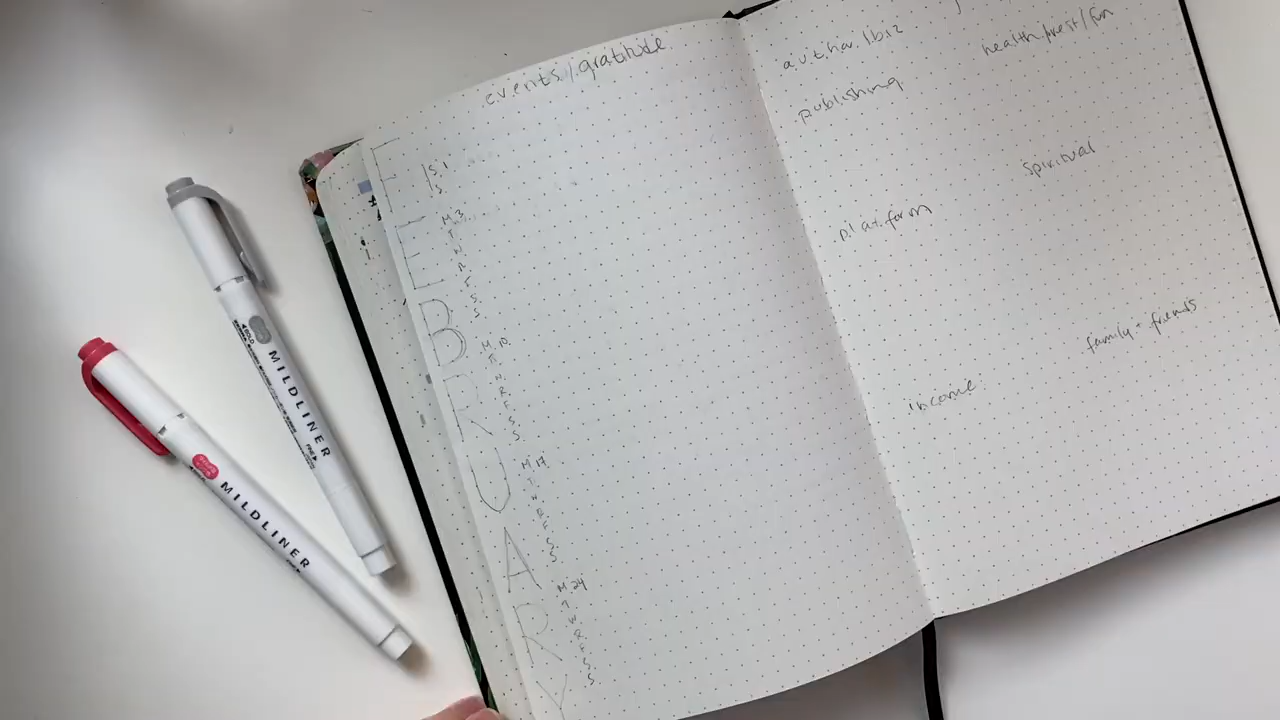 events/gratitude
FEBRUARY
S 1
S
M 3
T
W
R
F
S
S
M 10
T
W
R
F
S
S
M 17
T
W
R
F
S
S
M 24
T
W
R
F
S
S
author/biz
publishing
platform
income
health/rest/fun
spiritual
family + friends
MILDLINER
MILDLINER